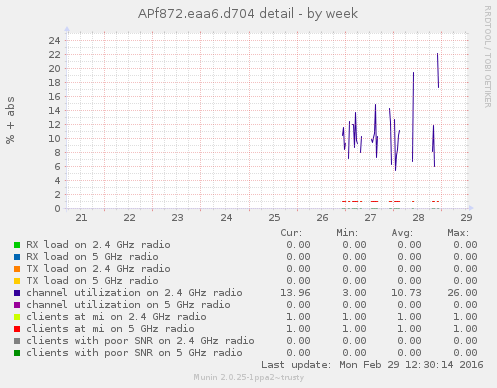 APf872.eaa6.d704 detail - by week
RRDTOOL / TOBI OETIKER
% + abs
24
22
20
18
16
14
12
10
8
6
4
2
0
21 22 23 24 25 26 27 28 29
Cur: Min: Avg: Max:
RX load on 2.4 GHz radio 0.00 0.00 0.00 0.00
RX load on 5 GHz radio 0.00 0.00 0.00 0.00
TX load on 2.4 GHz radio 0.00 0.00 0.00 0.00
TX load on 5 GHz radio 0.00 0.00 0.00 0.00
channel utilization on 2.4 GHz radio 13.96 3.00 10.73 26.00
channel utilization on 5 GHz radio 0.00 0.00 0.00 0.00
clients at mi on 2.4 GHz radio 1.00 1.00 1.00 1.00
clients at mi on 5 GHz radio 1.00 1.00 1.00 1.00
clients with poor SNR on 2.4 GHz radio 0.00 0.00 0.00 0.00
clients with poor SNR on 5 GHz radio 0.00 0.00 0.00 0.00
Last update: Mon Feb 29 12:30:14 2016
Munin 2.0.25-1ppa2~trusty